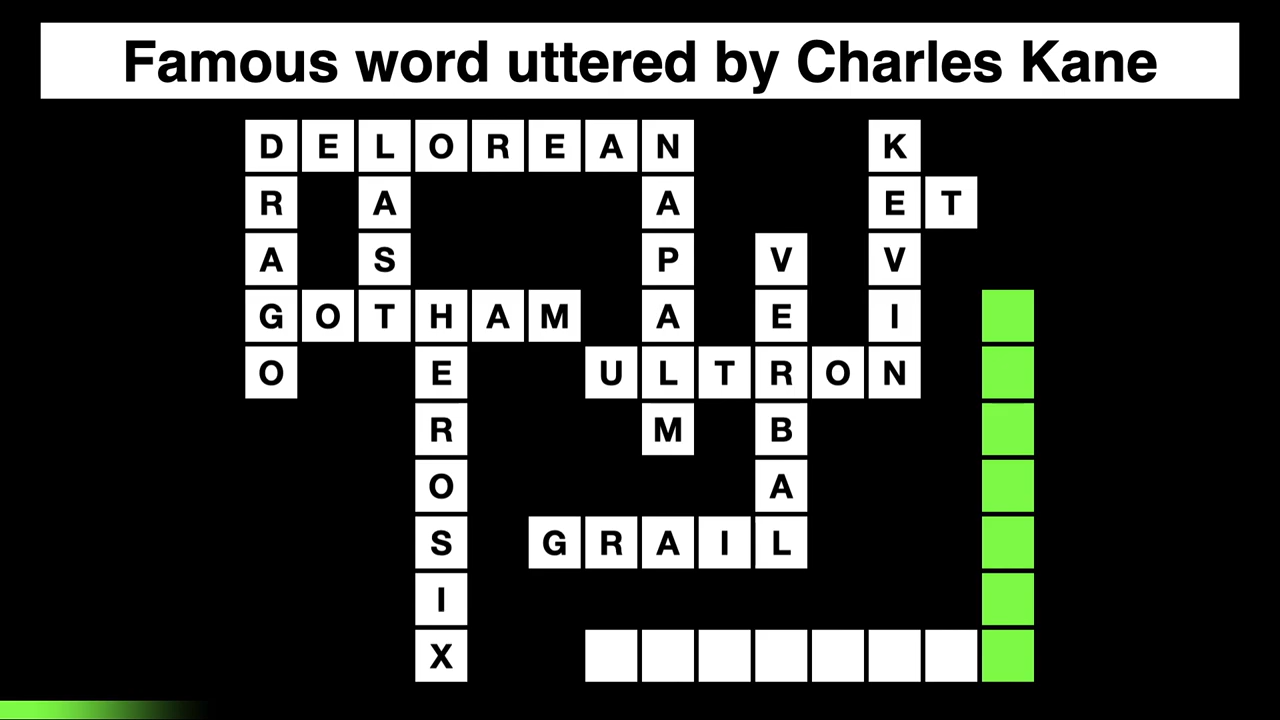 Famous word uttered by Charles Kane
DELOREAN K
R A A ET
A S P V V
GOTHAM A E I
O E ULTRON
R M B
O A
S GRAIL
I
X